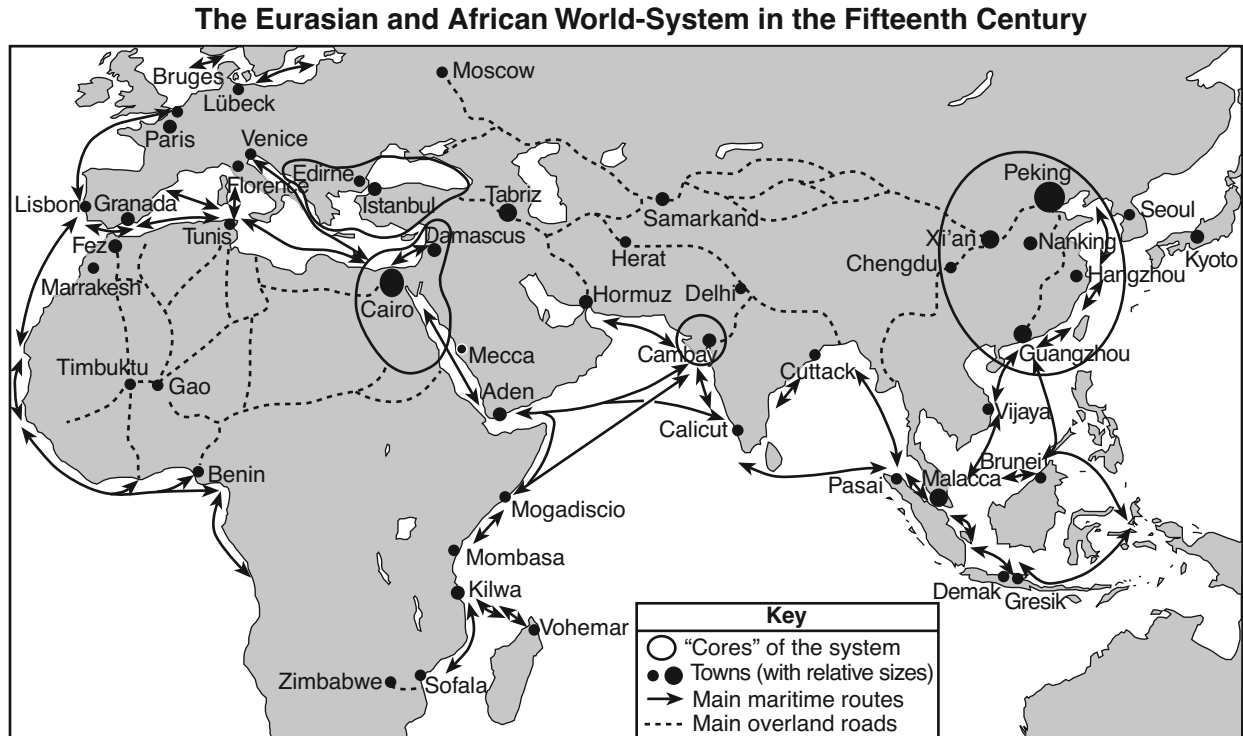 The Eurasian and African World-System in the Fifteenth Century
Moscow
Bruges
Lübeck
Paris
Venice
Edirne
Florence
Istanbul
Tabriz
Samarkand
Peking
Seoul
Lisbon
Granada
Tunis
Damascus
Xi'an
Nanking
Kyoto
Fez
Herat
Chengdu
Hangzhou
Marrakesh
Cairo
Hormuz
Delhi
Mecca
Cambay
Guangzhou
Timbuktu
Gao
Aden
Cuttack
Calicut
Vijaya
Benin
Brunei
Pasai
Malacca
Mogadiscio
Mombasa
Kilwa
Demak
Gresik
Vohemar
Zimbabwe
Sofala
Key
"Cores" of the system
Towns (with relative sizes)
Main maritime routes
Main overland roads